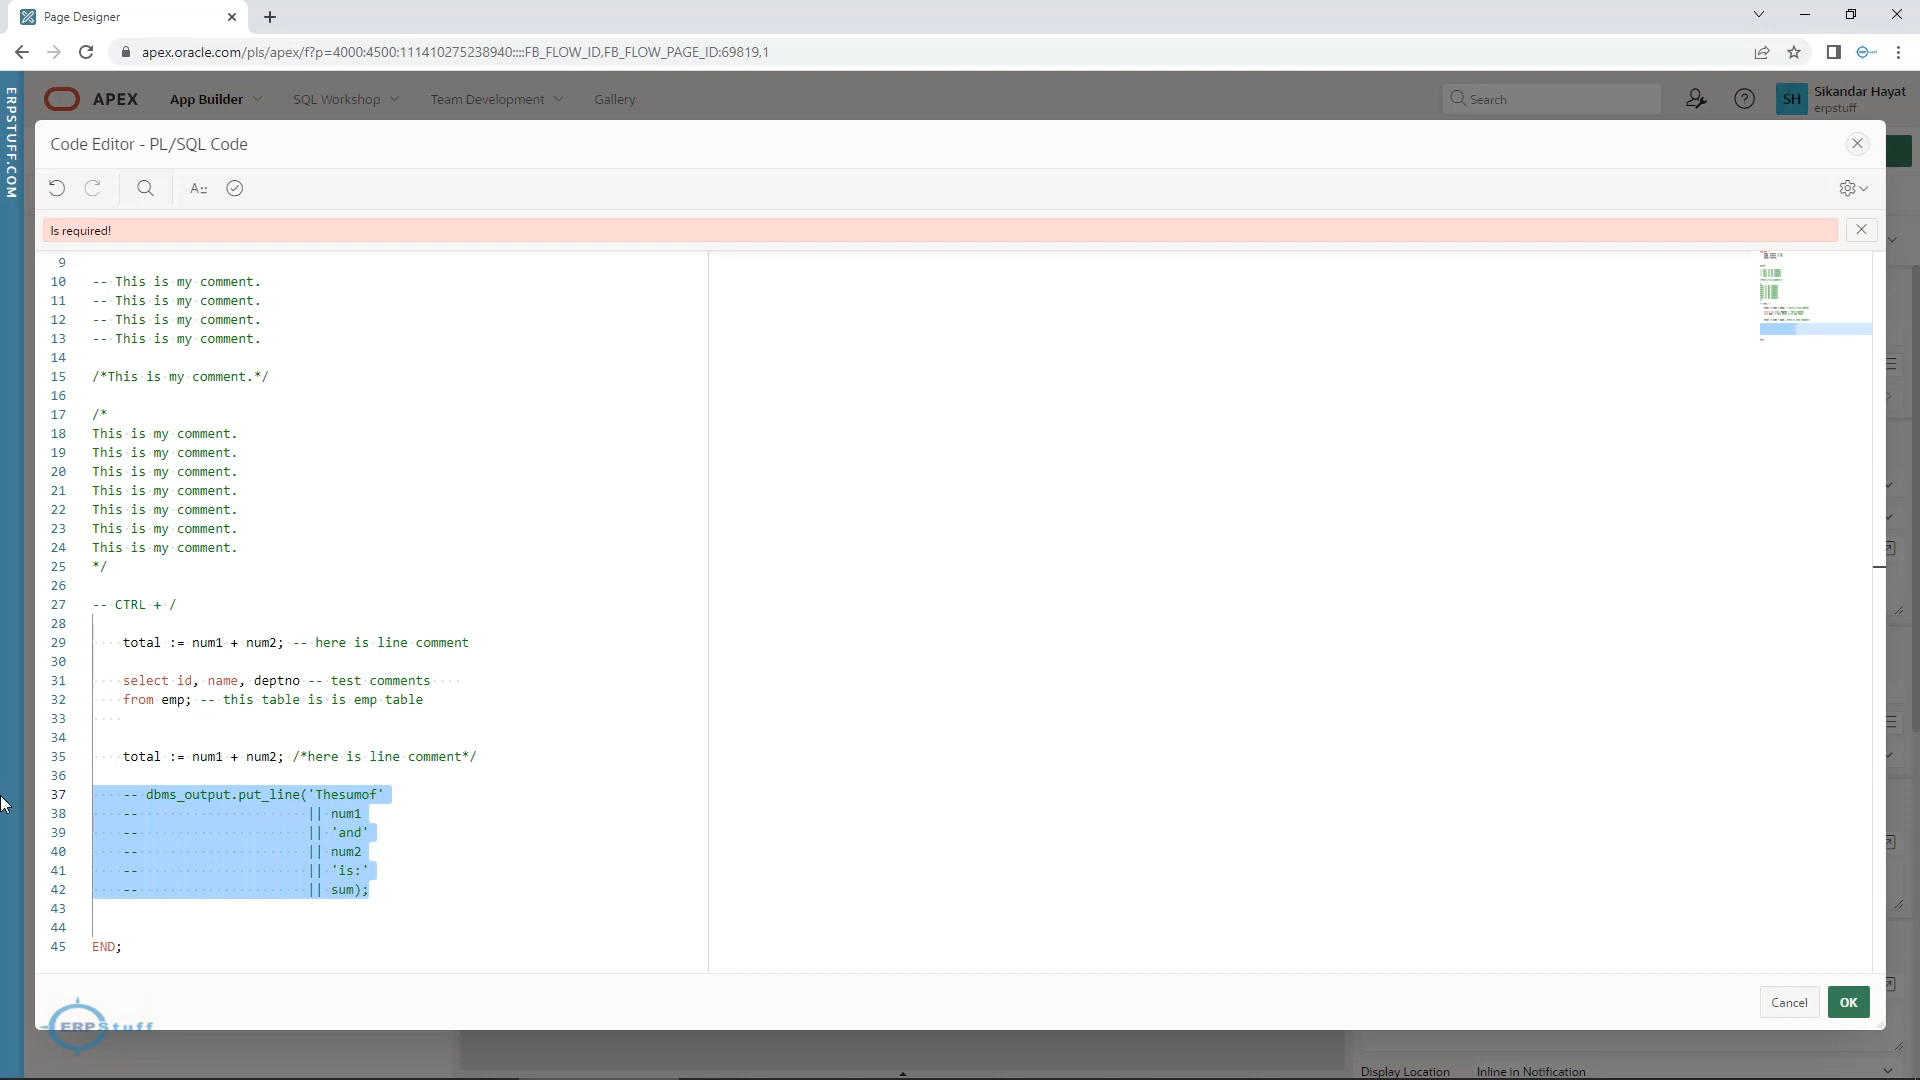 Page Designer
apex.oracle.com/pls/apex/f?p=4000:4500:111410275238940::::FB_FLOW_ID,FB_FLOW_PAGE_ID:69819,1
ERPSTUFF.COM
APEX App Builder SQL Workshop Team Development Gallery Search SH Sikandar Hayat
erpstuff
Code Editor - PL/SQL Code
Is required!
9
10 -- This is my comment.
11 -- This is my comment.
12 -- This is my comment.
13 -- This is my comment.
14
15 /*This is my comment.*/
16
17 /*
18 This is my comment.
19 This is my comment.
20 This is my comment.
21 This is my comment.
22 This is my comment.
23 This is my comment.
24 This is my comment.
25 */
26
27 -- CTRL + /
28
29 total := num1 + num2; -- here is line comment
30
31 select id, name, deptno -- test comments
32 from emp; -- this table is is emp table
33
34
35 total := num1 + num2; /*here is line comment*/
36
37 -- dbms_output.put_line('Thesumof'
38 -- || num1
39 -- || 'and'
40 -- || num2
41 -- || 'is:'
42 -- || sum);
43
44
45 END;
Cancel OK
ERPStuff
Display Location Inline in Notification